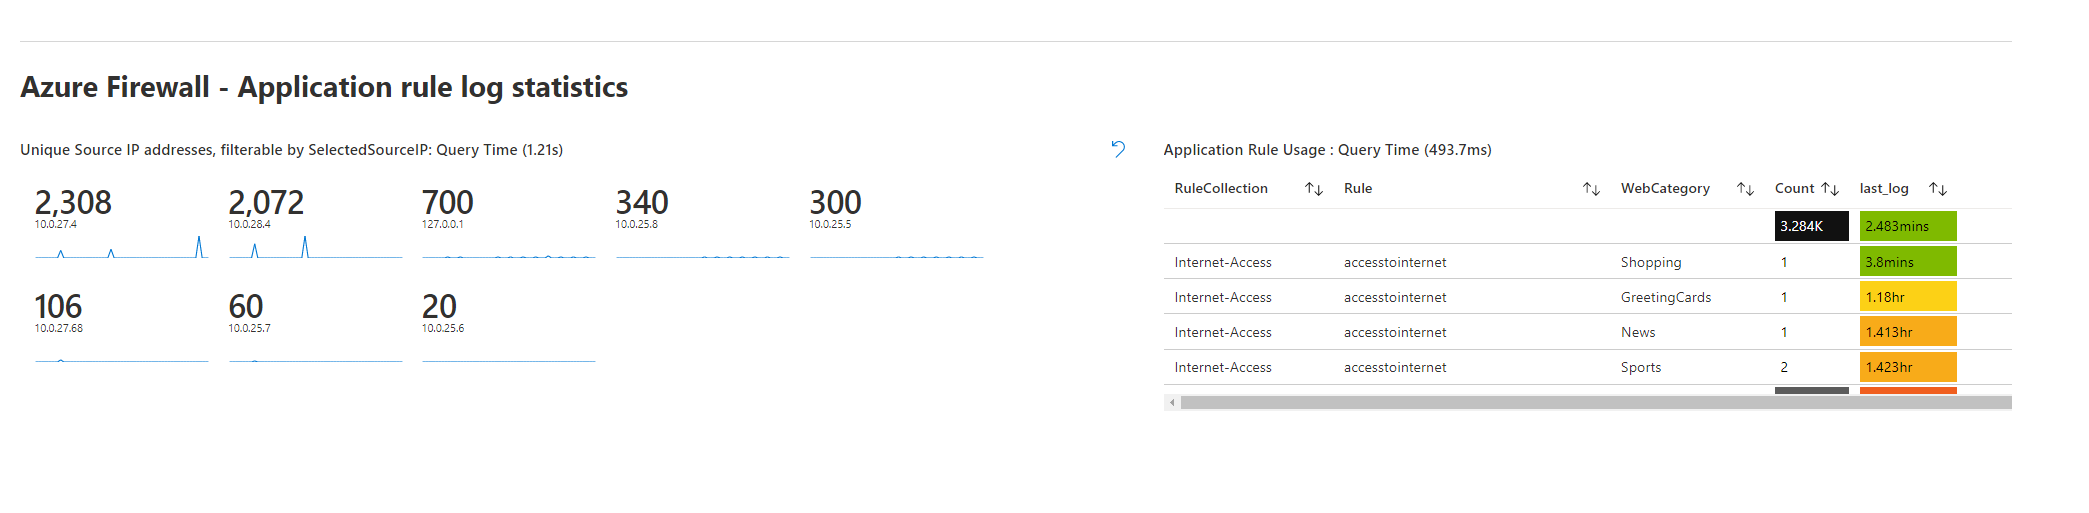 Azure Firewall - Application rule log statistics
Unique Source IP addresses, filterable by SelectedSourceIP: Query Time (1.21s)
2,308
10.0.27.4
2,072
10.0.28.4
700
127.0.0.1
340
10.0.25.8
300
10.0.25.5
106
10.0.27.68
60
10.0.25.7
20
10.0.25.6
Application Rule Usage : Query Time (493.7ms)
RuleCollection Rule WebCategory Count last_log
3.284K 2.483mins
Internet-Access accesstointernet Shopping 1 3.8mins
Internet-Access accesstointernet GreetingCards 1 1.18hr
Internet-Access accesstointernet News 1 1.413hr
Internet-Access accesstointernet Sports 2 1.423hr